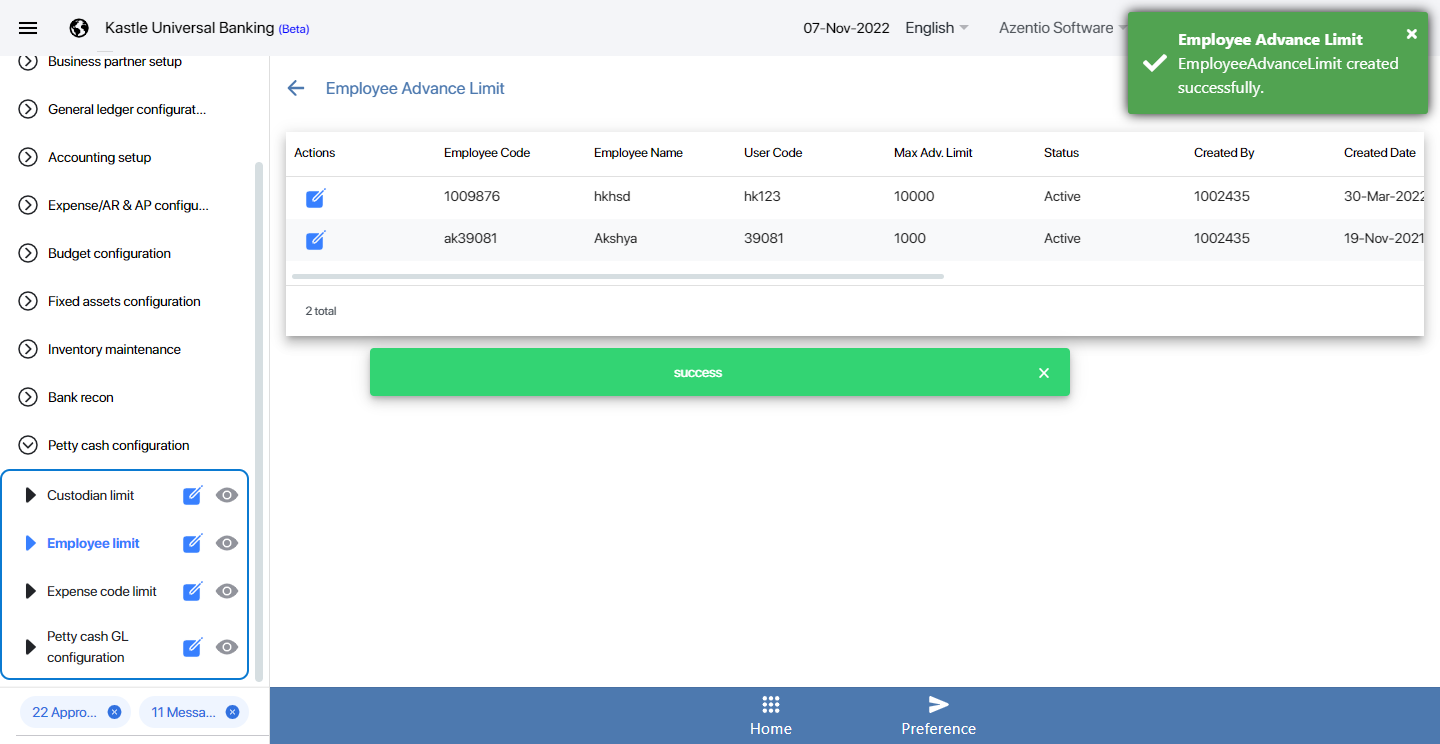 Kastle Universal Banking (Beta)
07-Nov-2022
English
Azentio Software
Employee Advance Limit
EmployeeAdvanceLimit created
successfully.
Business partner setup
General ledger configurat...
Accounting setup
Expense/AR & AP configu...
Budget configuration
Fixed assets configuration
Inventory maintenance
Bank recon
Petty cash configuration
Custodian limit
Employee limit
Expense code limit
Petty cash GL
configuration
22 Appro...
11 Messa...
Employee Advance Limit
Actions Employee Code Employee Name User Code Max Adv. Limit Status Created By Created Date
1009876 hkhsd hk123 10000 Active 1002435 30-Mar-2022
ak39081 Akshya 39081 1000 Active 1002435 19-Nov-2021
2 total
success
Home
Preference